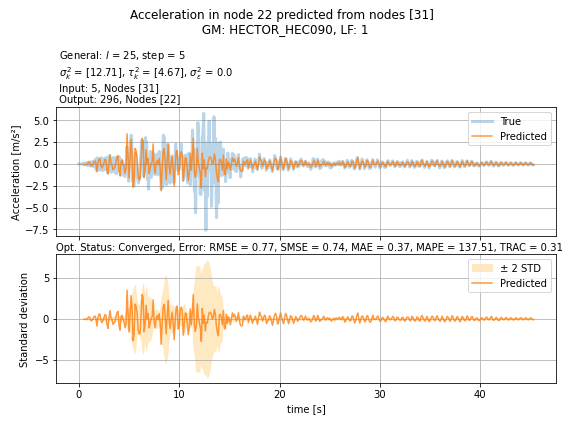 Acceleration in node 22 predicted from nodes [31]
GM: HECTOR_HEC090, LF: 1
General: l = 25, step = 5
σ²ₖ = [12.71], τ²ₖ = [4.67], σ²ε = 0.0
Input: 5, Nodes [31]
Output: 296, Nodes [22]
Acceleration [m/s²]
5.0
2.5
0.0
−2.5
−5.0
−7.5
True
Predicted
Opt. Status: Converged, Error: RMSE = 0.77, SMSE = 0.74, MAE = 0.37, MAPE = 137.51, TRAC = 0.31
Standard deviation
5
0
−5
± 2 STD
Predicted
0 10 20 30 40
time [s]